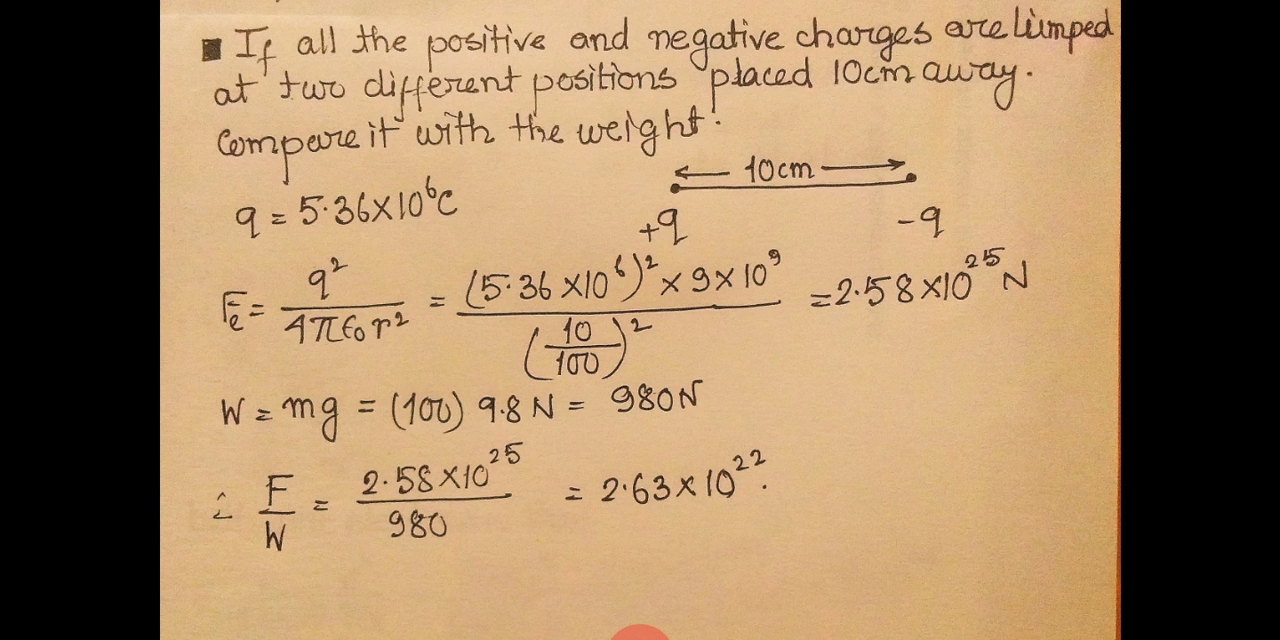 ■ If all the positive and negative charges are lumped
at two different positions placed 10cm away.
Compare it with the weight.
← 10cm →
q = 5.36×10⁶C
+q -q
Fe = q²/4πϵ₀r² = (5.36×10⁶)²×9×10⁹/(10/100)² = 2.58×10²⁵N
W = mg = (100) 9.8 N = 980N
∴ F/W = 2.58×10²⁵/980 = 2.63×10²².